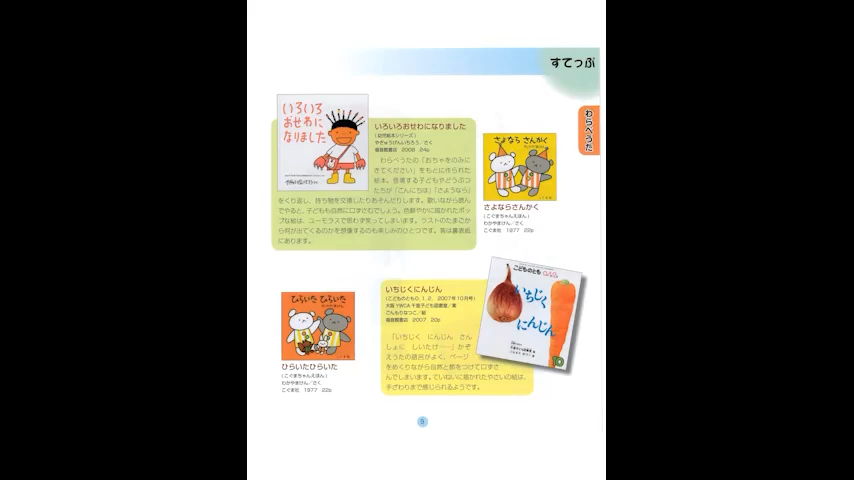 すてっぷ
わらべうた
いろいろ
おせわに
なりました
いろいろおせわになりました
(幼児絵本シリーズ)
やぎゅうげんいちろう/さく
福音館書店 2008 24p
わらべうたの「おちゃをのみに
きてください」をもとに作られた
絵本。登場する子どもやどうぶつ
たちが「こんにちは」「さようなら」
をくり返し、持ち物を交換したりあそんだりします。歌いながら読ん
でやると、子どもも自然に口ずさむでしょう。色鮮やかに描かれたポッ
プな絵は、ユーモラスで思わず笑ってしまいます。ラストのたまごか
ら何が出てくるのかを想像するのも楽しみのひとつです。楽は裏表紙
にあります。
さよなら さんかく
さよならさんかく
(こぐまちゃんえほん)
わかやまけん/さく
こぐま社 1977 22p
ひらいた ひらいた
ひらいたひらいた
(こぐまちゃんえほん)
わかやまけん/さく
こぐま社 1977 22p
いちじくにんじん
(こどものとも0.1.2. 2007年10月号)
大阪YWCA千里子ども図書室/案
ごんもりなつこ/絵
福音館書店 2007 20p
「いちじく にんじん さん
しょに しいたけ……」かぞ
えうたの語呂がよく、ページ
をめくりながら自然と節をつけて口ずさ
んでしまいます。ていねいに描かれたやさいの絵は、
手ざわりまで感じられるようです。
こどものとも
いちじく
にんじん
10
9